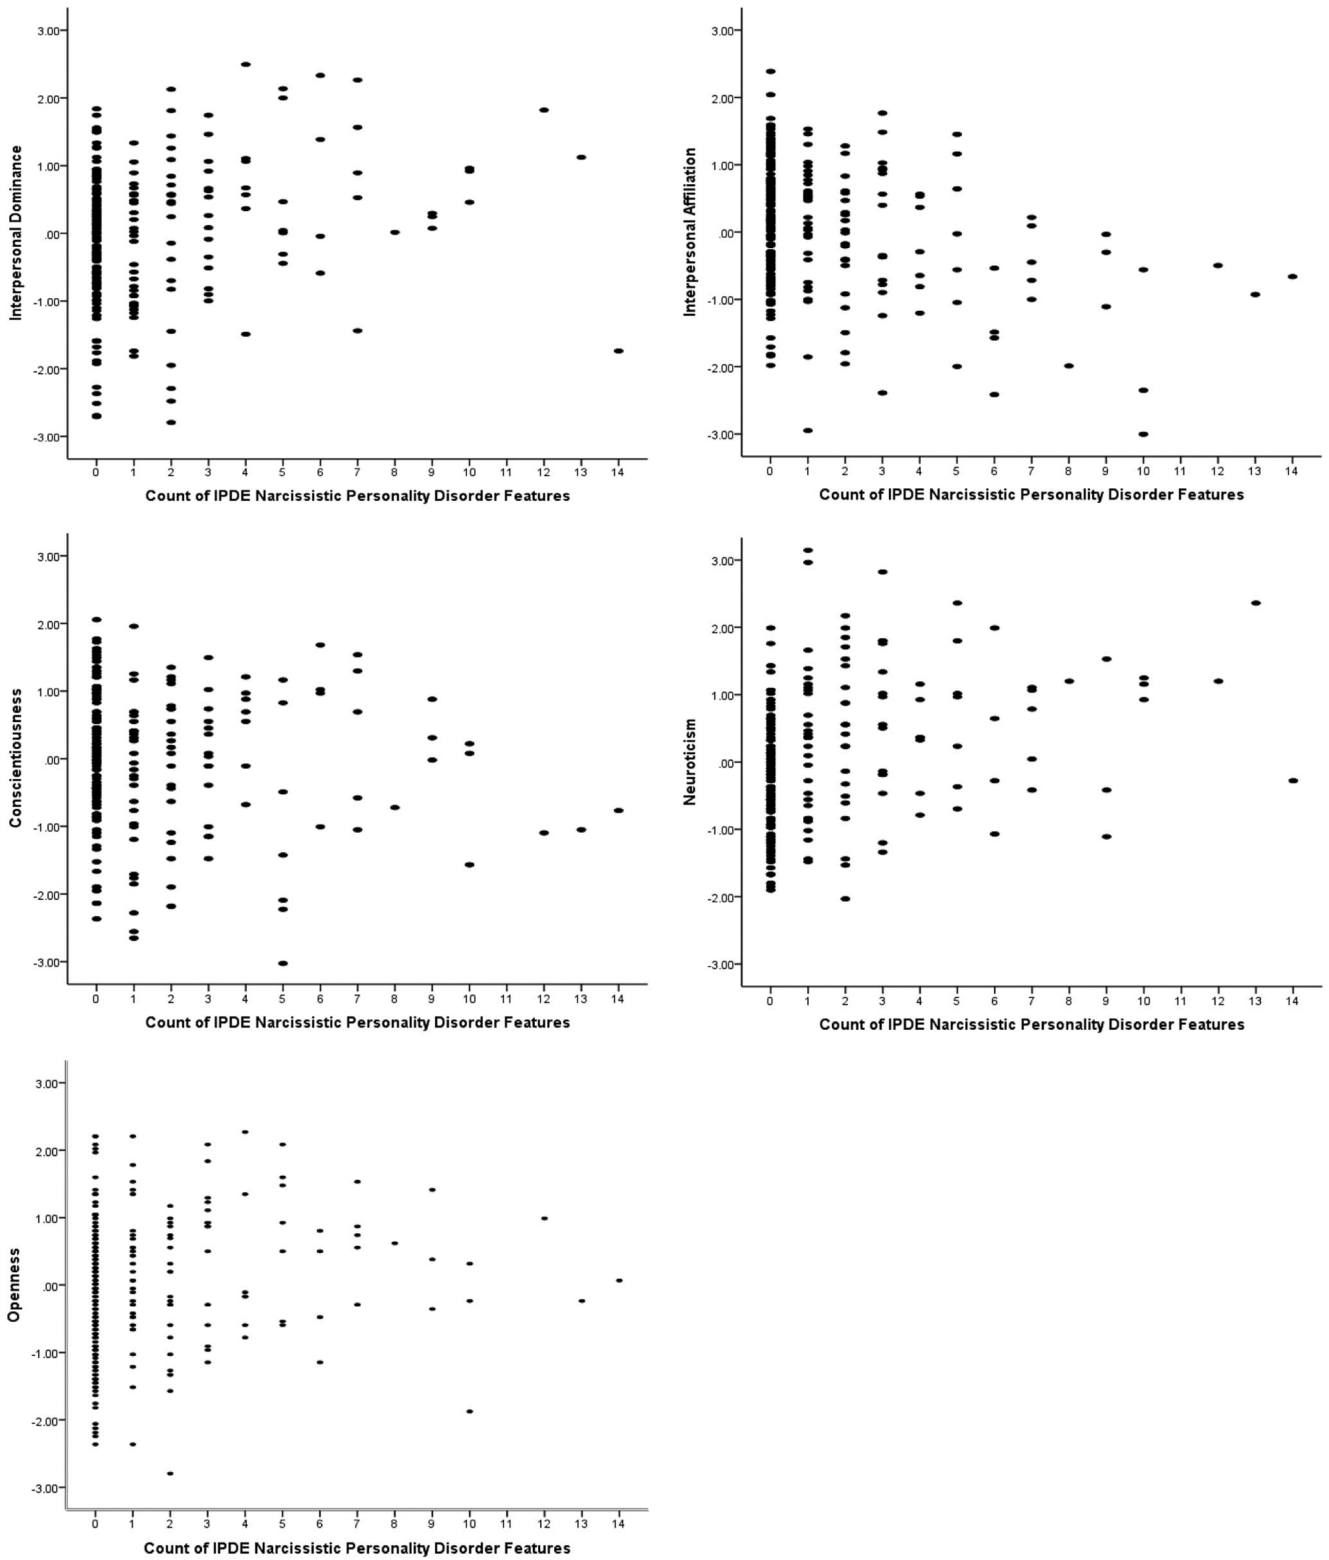 3.00
2.00
1.00
.00
-1.00
-2.00
-3.00
Interpersonal Dominance
0 1 2 3 4 5 6 7 8 9 10 11 12 13 14
Count of IPDE Narcissistic Personality Disorder Features
3.00
2.00
1.00
.00
-1.00
-2.00
-3.00
Interpersonal Affiliation
0 1 2 3 4 5 6 7 8 9 10 11 12 13 14
Count of IPDE Narcissistic Personality Disorder Features
3.00
2.00
1.00
.00
-1.00
-2.00
-3.00
Conscientiousness
0 1 2 3 4 5 6 7 8 9 10 11 12 13 14
Count of IPDE Narcissistic Personality Disorder Features
3.00
2.00
1.00
.00
-1.00
-2.00
-3.00
Neuroticism
0 1 2 3 4 5 6 7 8 9 10 11 12 13 14
Count of IPDE Narcissistic Personality Disorder Features
3.00
2.00
1.00
.00
-1.00
-2.00
-3.00
Openness
0 1 2 3 4 5 6 7 8 9 10 11 12 13 14
Count of IPDE Narcissistic Personality Disorder Features